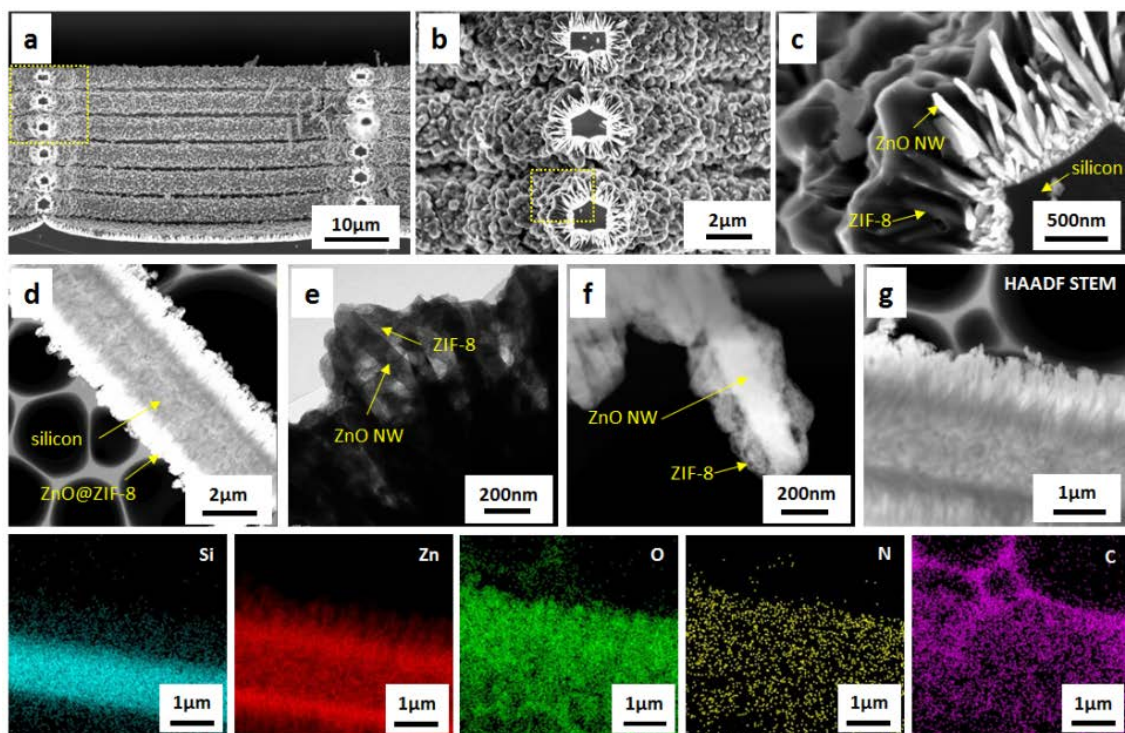 a
10μm
b
2μm
c
ZnO NW
silicon
ZIF-8
500nm
d
silicon
ZnO@ZIF-8
2μm
e
ZIF-8
ZnO NW
200nm
f
ZnO NW
ZIF-8
200nm
g
HAADF STEM
1μm
Si
1μm
Zn
1μm
O
1μm
N
1μm
C
1μm